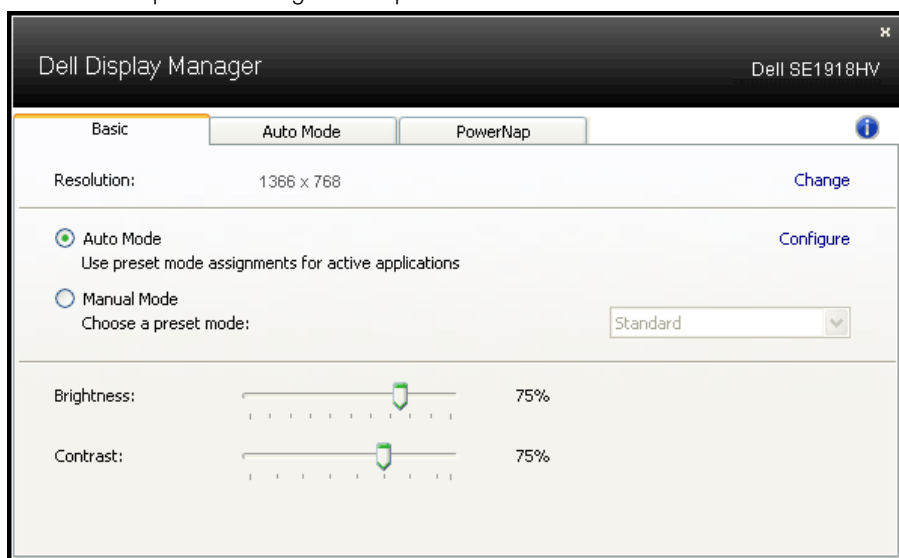 Dell Display Manager
Dell SE1918HV
Basic
Auto Mode
PowerNap
Resolution:
1366 x 768
Change
Auto Mode
Configure
Use preset mode assignments for active applications
Manual Mode
Choose a preset mode:
Standard
Brightness:
75%
Contrast:
75%